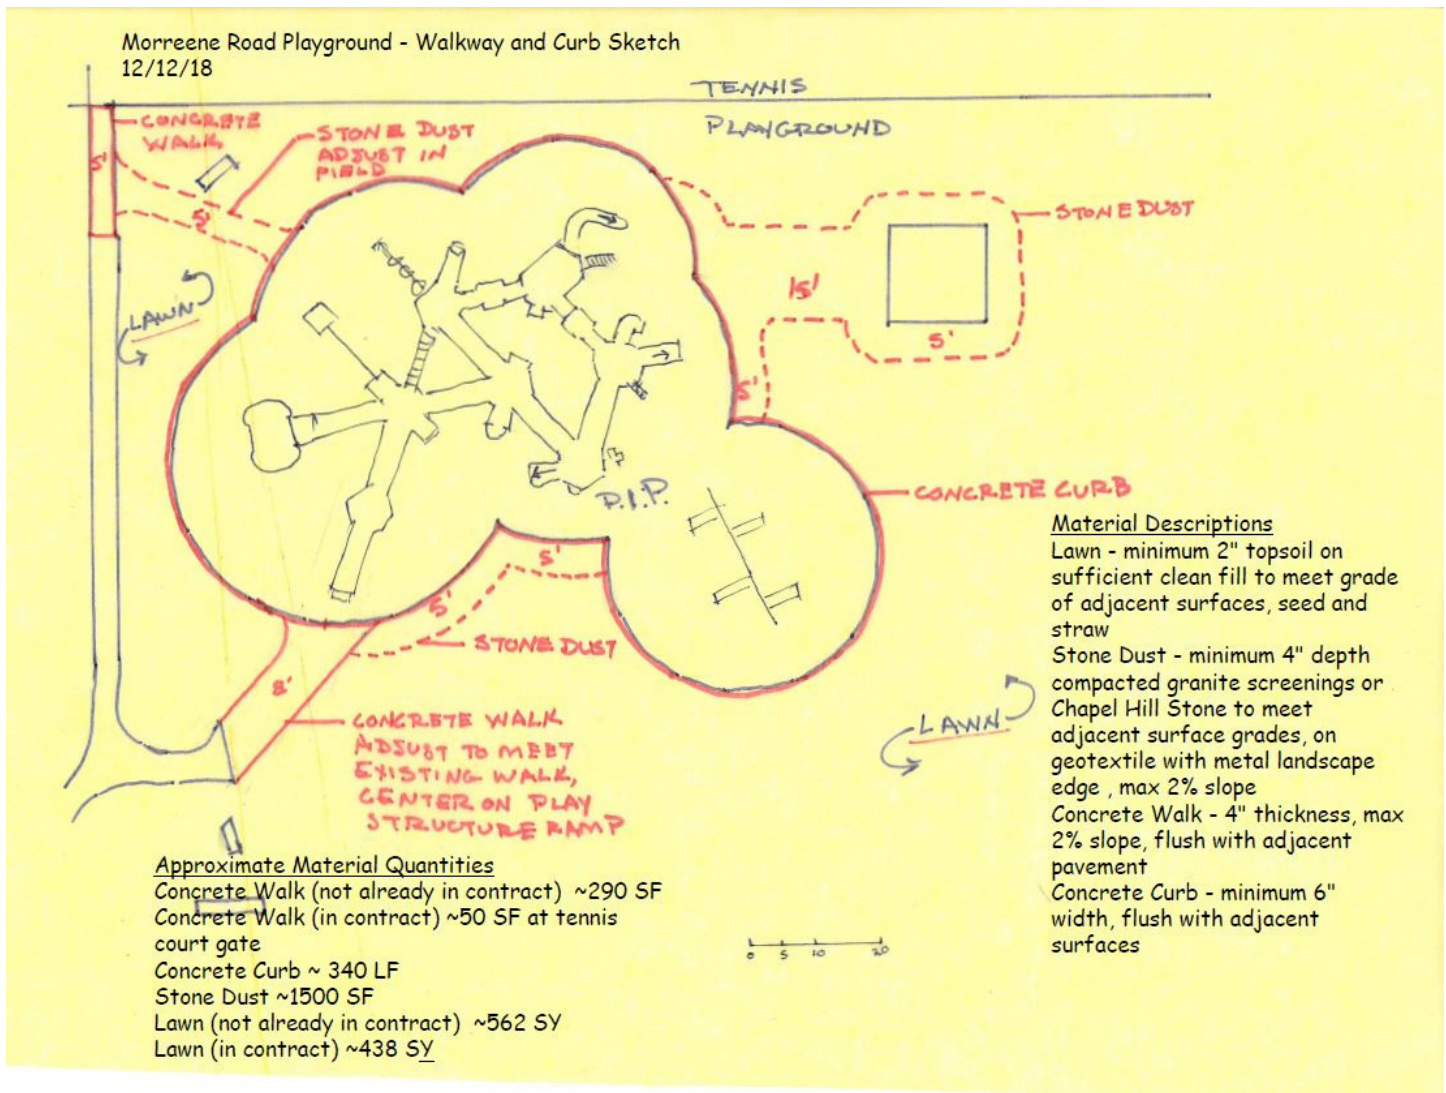 Morreene Road Playground - Walkway and Curb Sketch
12/12/18
TENNIS
PLAYGROUND
CONCRETE
WALK
5'
STONE DUST
ADJUST IN
FIELD
5'
STONE DUST
15'
5'
5'
LAWN
P.I.P.
CONCRETE CURB
5'
5'
STONE DUST
8'
CONCRETE WALK
ADJUST TO MEET
EXISTING WALK,
CENTER ON PLAY
STRUCTURE RAMP
LAWN
Material Descriptions
Lawn - minimum 2" topsoil on
sufficient clean fill to meet grade
of adjacent surfaces, seed and
straw
Stone Dust - minimum 4" depth
compacted granite screenings or
Chapel Hill Stone to meet
adjacent surface grades, on
geotextile with metal landscape
edge , max 2% slope
Concrete Walk - 4" thickness, max
2% slope, flush with adjacent
pavement
Concrete Curb - minimum 6"
width, flush with adjacent
surfaces
Approximate Material Quantities
Concrete Walk (not already in contract) ~290 SF
Concrete Walk (in contract) ~50 SF at tennis
court gate
Concrete Curb ~ 340 LF
Stone Dust ~1500 SF
Lawn (not already in contract) ~562 SY
Lawn (in contract) ~438 SY
0 5 10 20